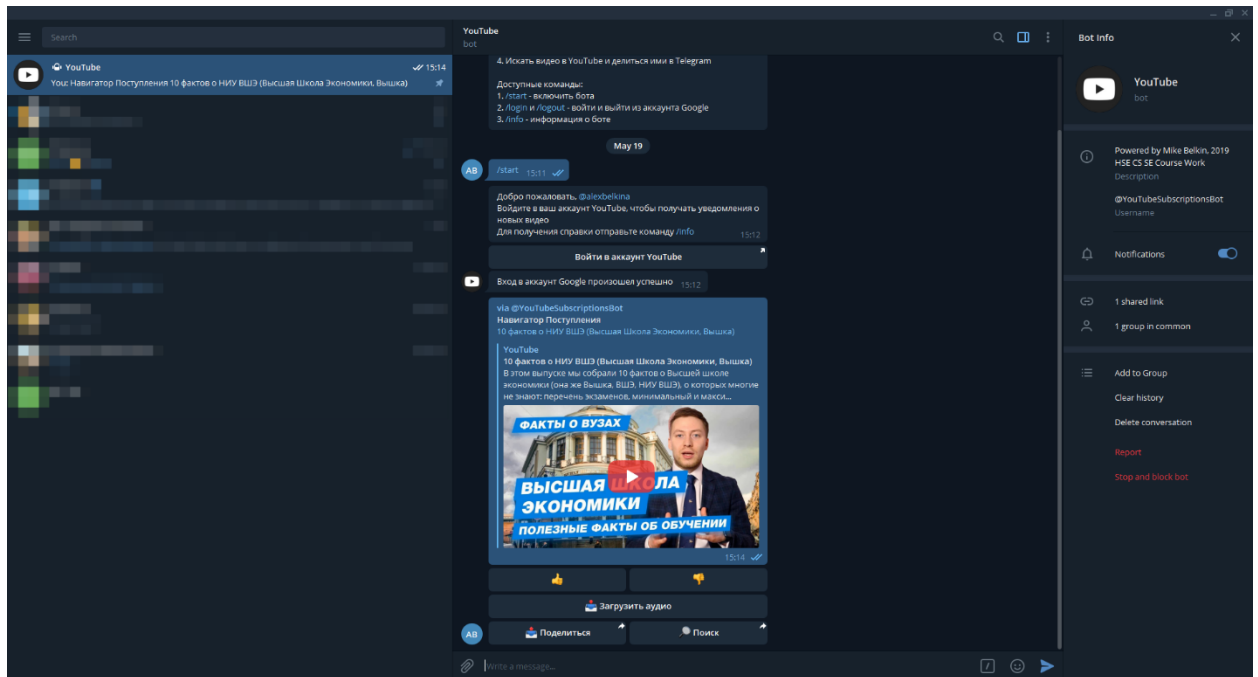 Search
YouTube
15:14
You: Навигатор Поступления 10 фактов о НИУ ВШЭ (Высшая Школа Экономики, Вышка)
YouTube
bot
4. Искать видео в YouTube и делиться ими в Telegram
Доступные команды:
1. /start - включить бота
2. /login и /logout - войти и выйти из аккаунта Google
3. /info - информация о боте
May 19
AB
/start 15:11
Добро пожаловать, @alexbelkina
Войдите в ваш аккаунт YouTube, чтобы получать уведомления о
новых видео
Для получения справки отправьте команду /info 15:12
Войти в аккаунт YouTube
Вход в аккаунт Google произошел успешно 15:12
via @YouTubeSubscriptionsBot
Навигатор Поступления
10 фактов о НИУ ВШЭ (Высшая Школа Экономики, Вышка)
YouTube
10 фактов о НИУ ВШЭ (Высшая Школа Экономики, Вышка)
В этом выпуске мы собрали 10 фактов о Высшей школе
экономики (она же Вышка, ВШЭ, НИУ ВШЭ), о которых многие
не знают: перечень экзаменов, минимальный и макси...
ФАКТЫ О ВУЗАХ
ВЫСШАЯ ШКОЛА
ЭКОНОМИКИ
ПОЛЕЗНЫЕ ФАКТЫ ОБ ОБУЧЕНИИ
15:14
Загрузить аудио
AB
Поделиться
Поиск
Write a message...
Bot Info
YouTube
bot
Powered by Mike Belkin, 2019
HSE CS SE Course Work
Description
@YouTubeSubscriptionsBot
Username
Notifications
1 shared link
1 group in common
Add to Group
Clear history
Delete conversation
Report
Stop and block bot